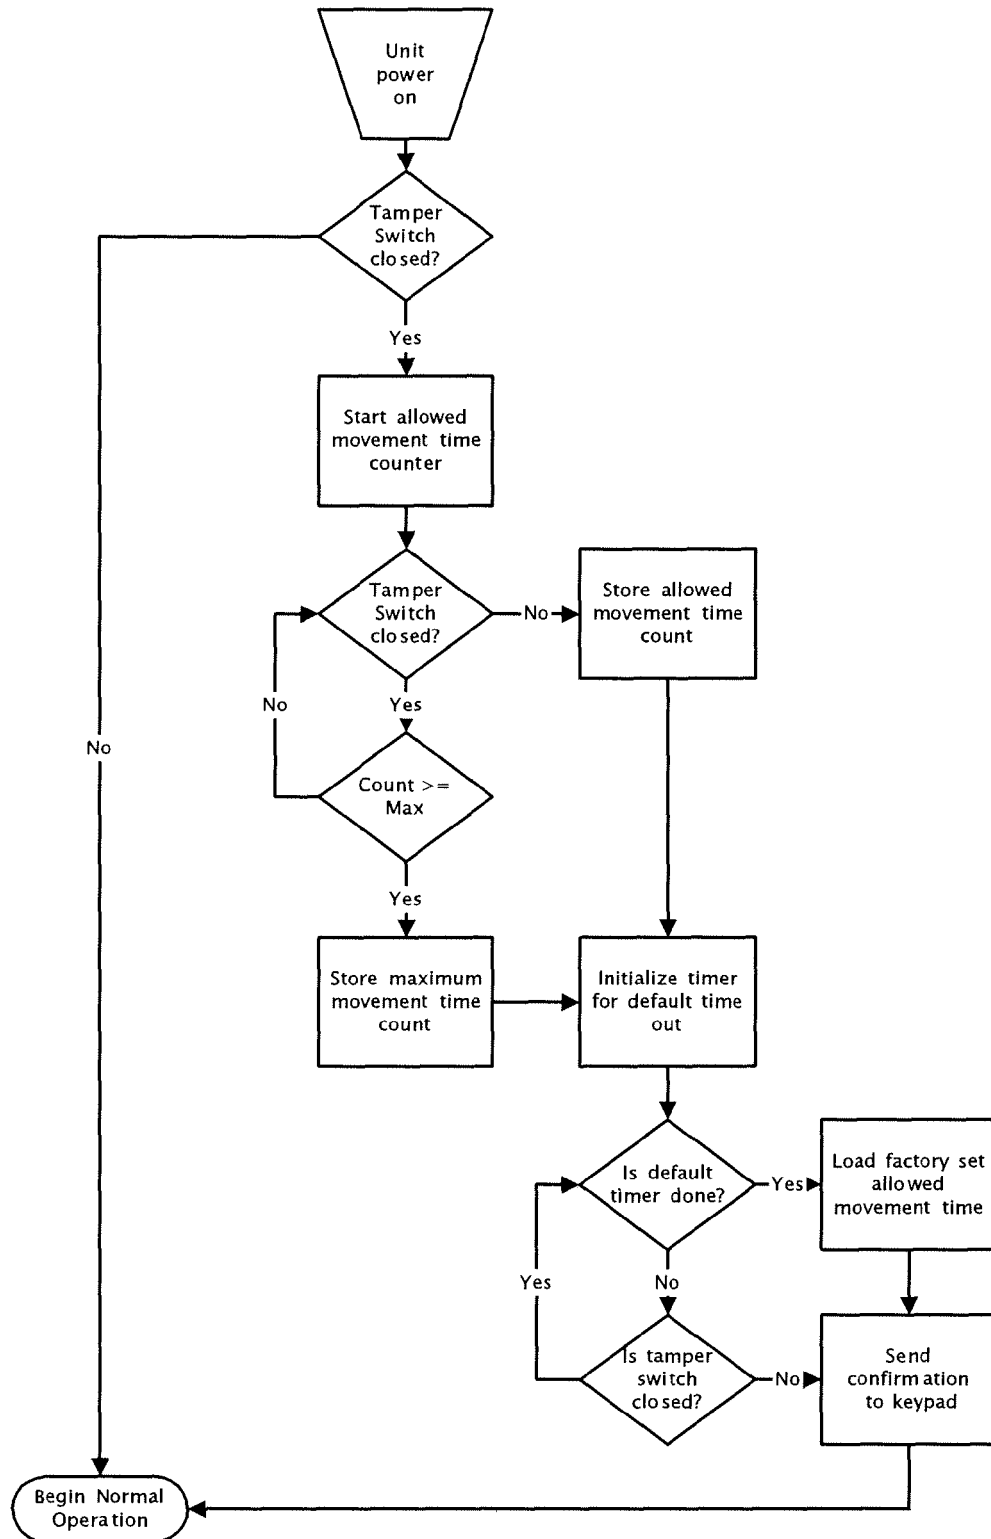 Unit
power
on
Tamper
Switch
closed?
Yes
Start allowed
movement time
counter
Tamper
Switch
closed?
No
Store allowed
movement time
count
No
Yes
No
Count >=
Max
Yes
Store maximum
movement time
count
Initialize timer
for default time
out
Is default
timer done?
Yes
Load factory set
allowed
movement time
Yes
No
Is tamper
switch
closed?
No
Send
confirmation
to keypad
Begin Normal
Operation